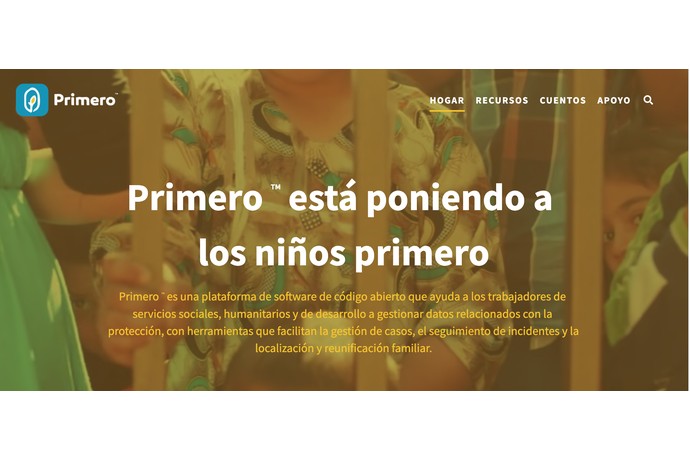 Primero™
HOGAR RECURSOS CUENTOS APOYO
Primero™ está poniendo a
los niños primero
Primero™ es una plataforma de software de código abierto que ayuda a los trabajadores de
servicios sociales, humanitarios y de desarrollo a gestionar datos relacionados con la
protección, con herramientas que facilitan la gestión de casos, el seguimiento de incidentes y la
localización y reunificación familiar.